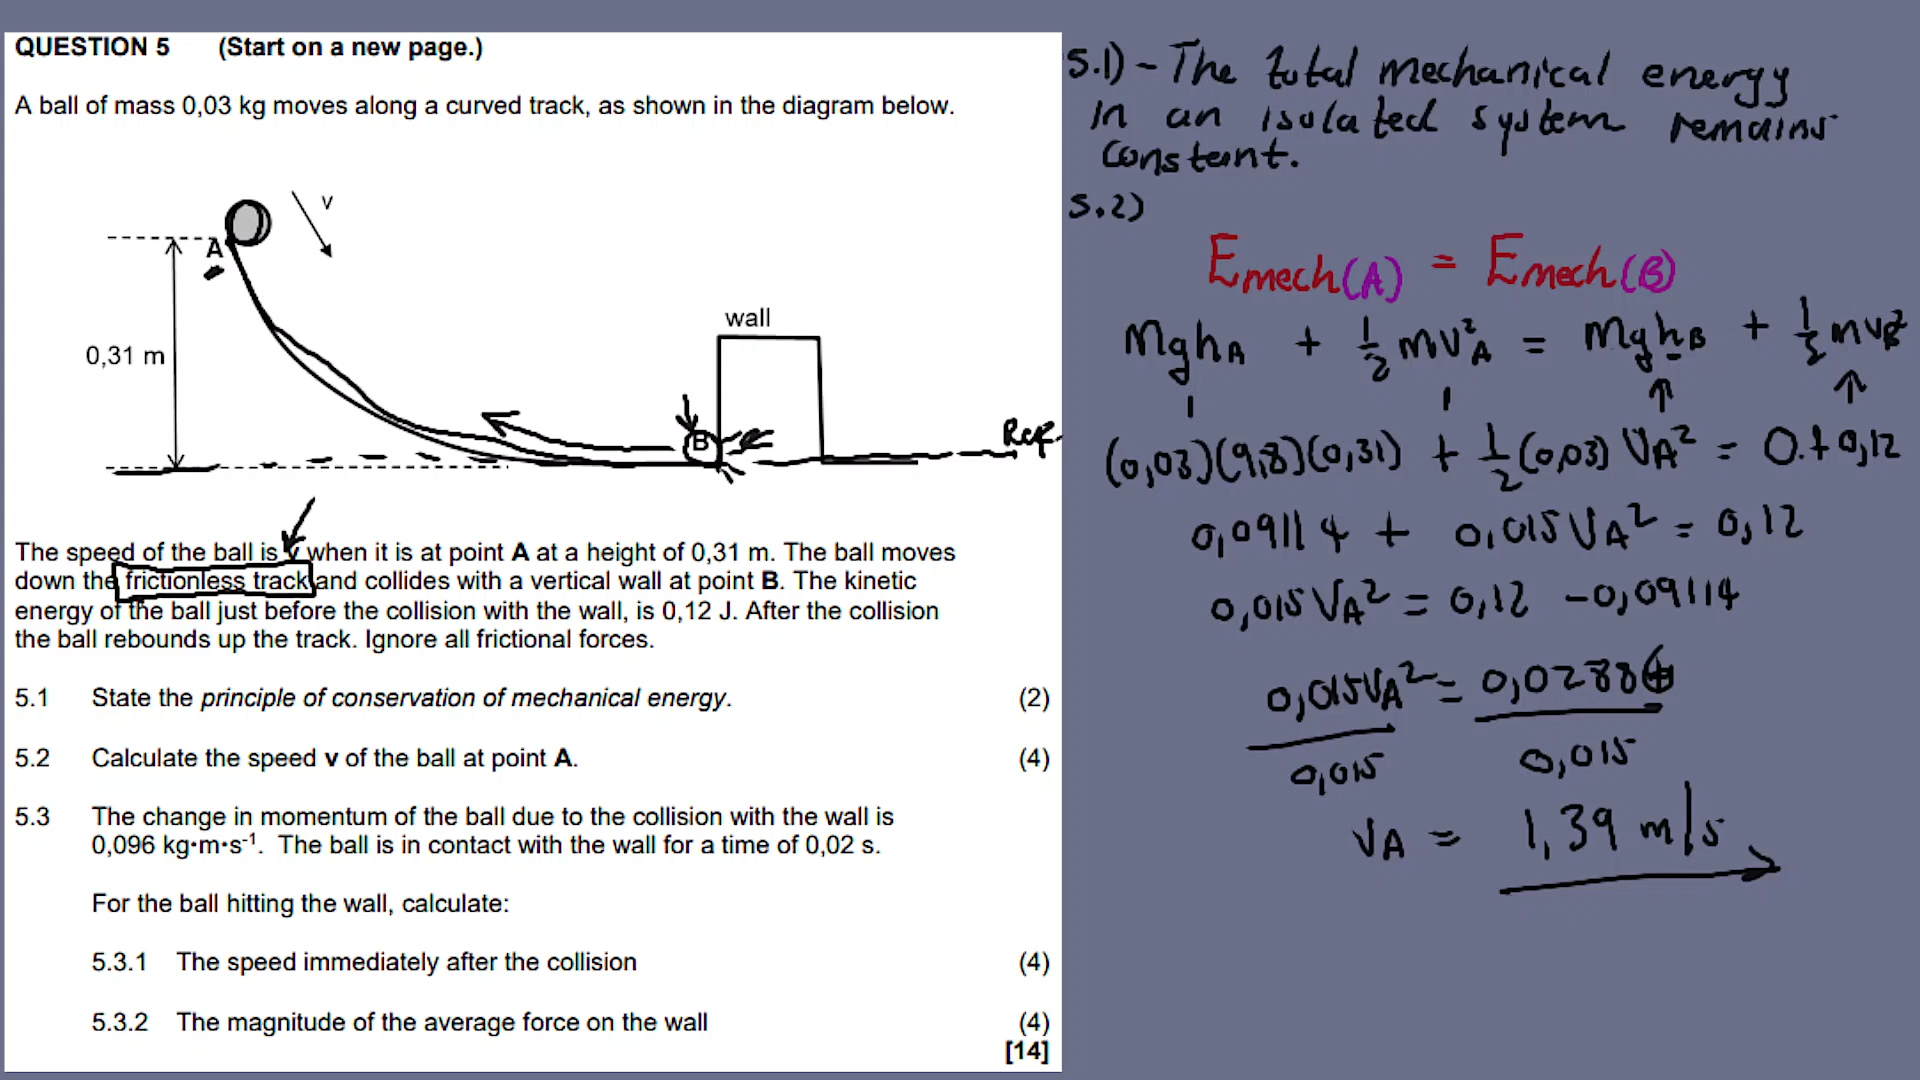 QUESTION 5 (Start on a new page.)
A ball of mass 0,03 kg moves along a curved track, as shown in the diagram below.
v
A
wall
0,31 m
B
Ref
The speed of the ball is v when it is at point A at a height of 0,31 m. The ball moves
down the frictionless track and collides with a vertical wall at point B. The kinetic
energy of the ball just before the collision with the wall, is 0,12 J. After the collision
the ball rebounds up the track. Ignore all frictional forces.
5.1 State the principle of conservation of mechanical energy. (2)
5.2 Calculate the speed v of the ball at point A. (4)
5.3 The change in momentum of the ball due to the collision with the wall is
0,096 kg•m•s⁻¹. The ball is in contact with the wall for a time of 0,02 s.
For the ball hitting the wall, calculate:
5.3.1 The speed immediately after the collision (4)
5.3.2 The magnitude of the average force on the wall (4)
[14]
5.1) - The total mechanical energy
in an isolated system remains
constant.
5.2)
Emech(A) = Emech(B)
mghA + ½mVA² = mghB + ½mVB²
(0,03)(9,8)(0,31) + ½(0,03) VA² = 0 + 0,12
0,09114 + 0,015VA² = 0,12
0,015VA² = 0,12 - 0,09114
0,015VA² = 0,02886
0,015 0,015
VA = 1,39 m/s